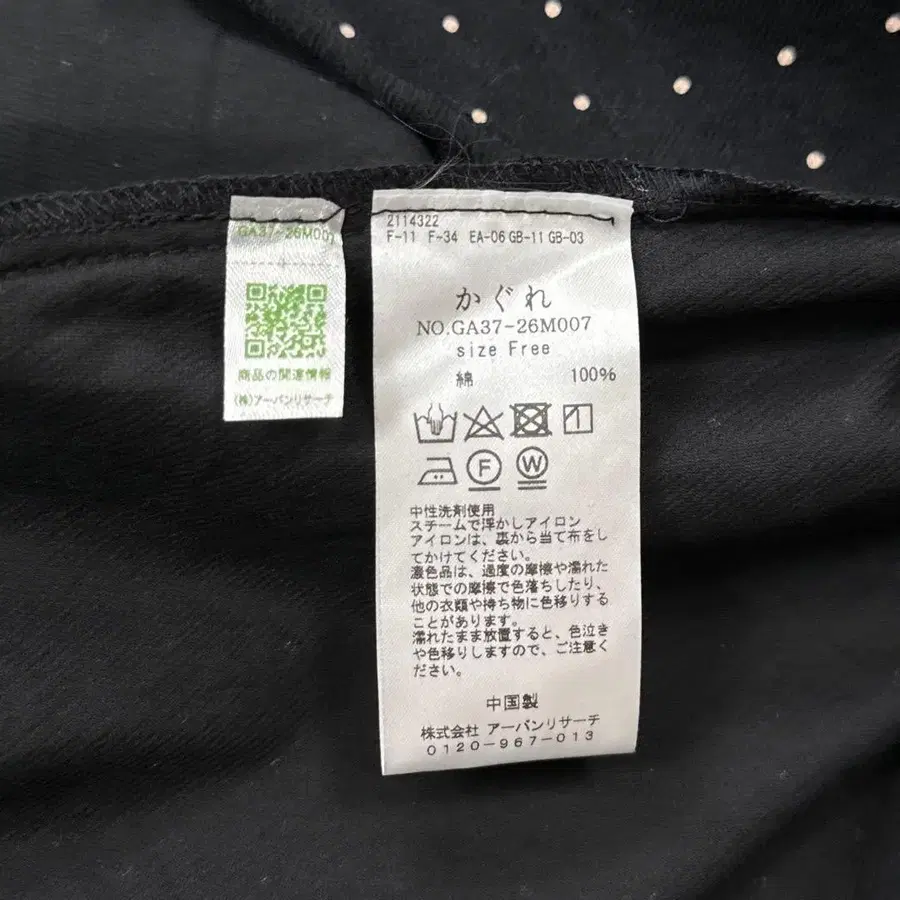 GA37-26M007
商品の関連情報
(株)アーバンリサーチ
2114322
F-11 F-34 EA-06 GB-11 GB-03
かぐれ
NO.GA37-26M007
size Free
綿 100%
F W
中性洗剤使用
スチームで浮かしアイロン
アイロンは、裏から当て布をし
てかけてください。
濃色品は、過度の摩擦や濡れた
状態での摩擦で色落ちしたり、
他の衣類や持ち物に色移りする
ことがあります。
濡れたまま放置すると、色泣き
や色移りしますので、ご注意く
ださい。
中国製
株式会社 アーバンリサーチ
0120-967-013